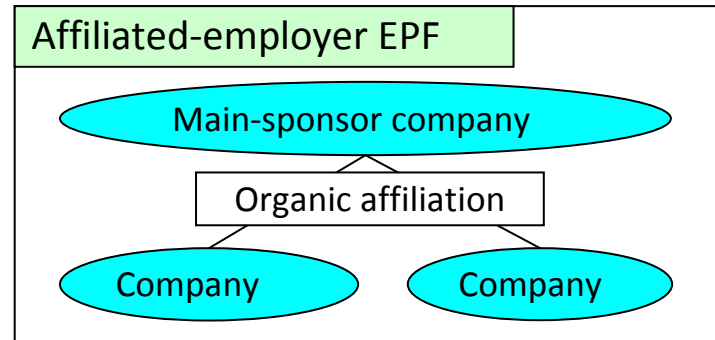 Affiliated-employer EPF
Main-sponsor company
Organic affiliation
Company
Company